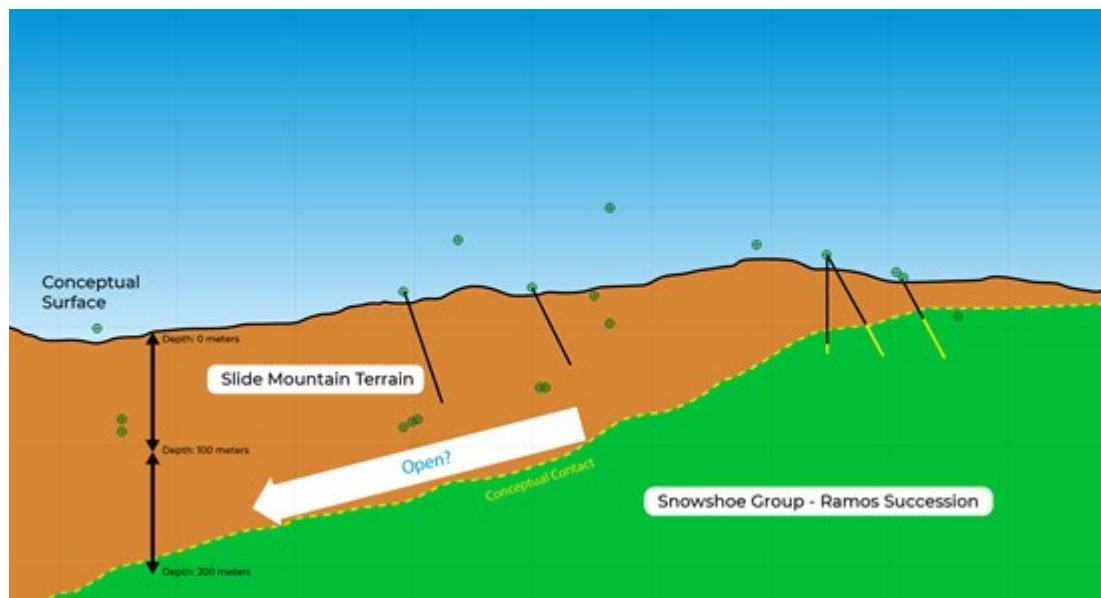 Conceptual
Surface
Depth: 0 meters
Slide Mountain Terrain
Depth: 100 meters
Open?
Conceptual Contact
Snowshoe Group - Ramos Succession
Depth: 200 meters